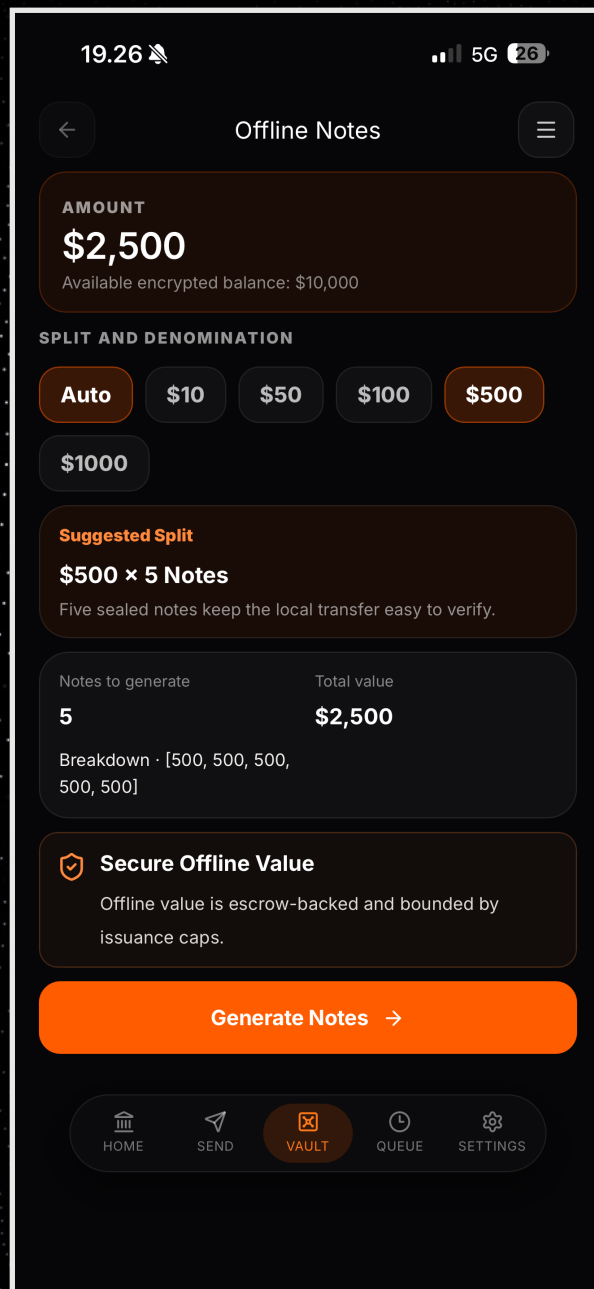 19.26
5G 26
Offline Notes
AMOUNT
$2,500
Available encrypted balance: $10,000
SPLIT AND DENOMINATION
Auto $10 $50 $100 $500
$1000
Suggested Split
$500 × 5 Notes
Five sealed notes keep the local transfer easy to verify.
Notes to generate Total value
5 $2,500
Breakdown · [500, 500, 500,
500, 500]
Secure Offline Value
Offline value is escrow-backed and bounded by
issuance caps.
Generate Notes →
HOME SEND VAULT QUEUE SETTINGS